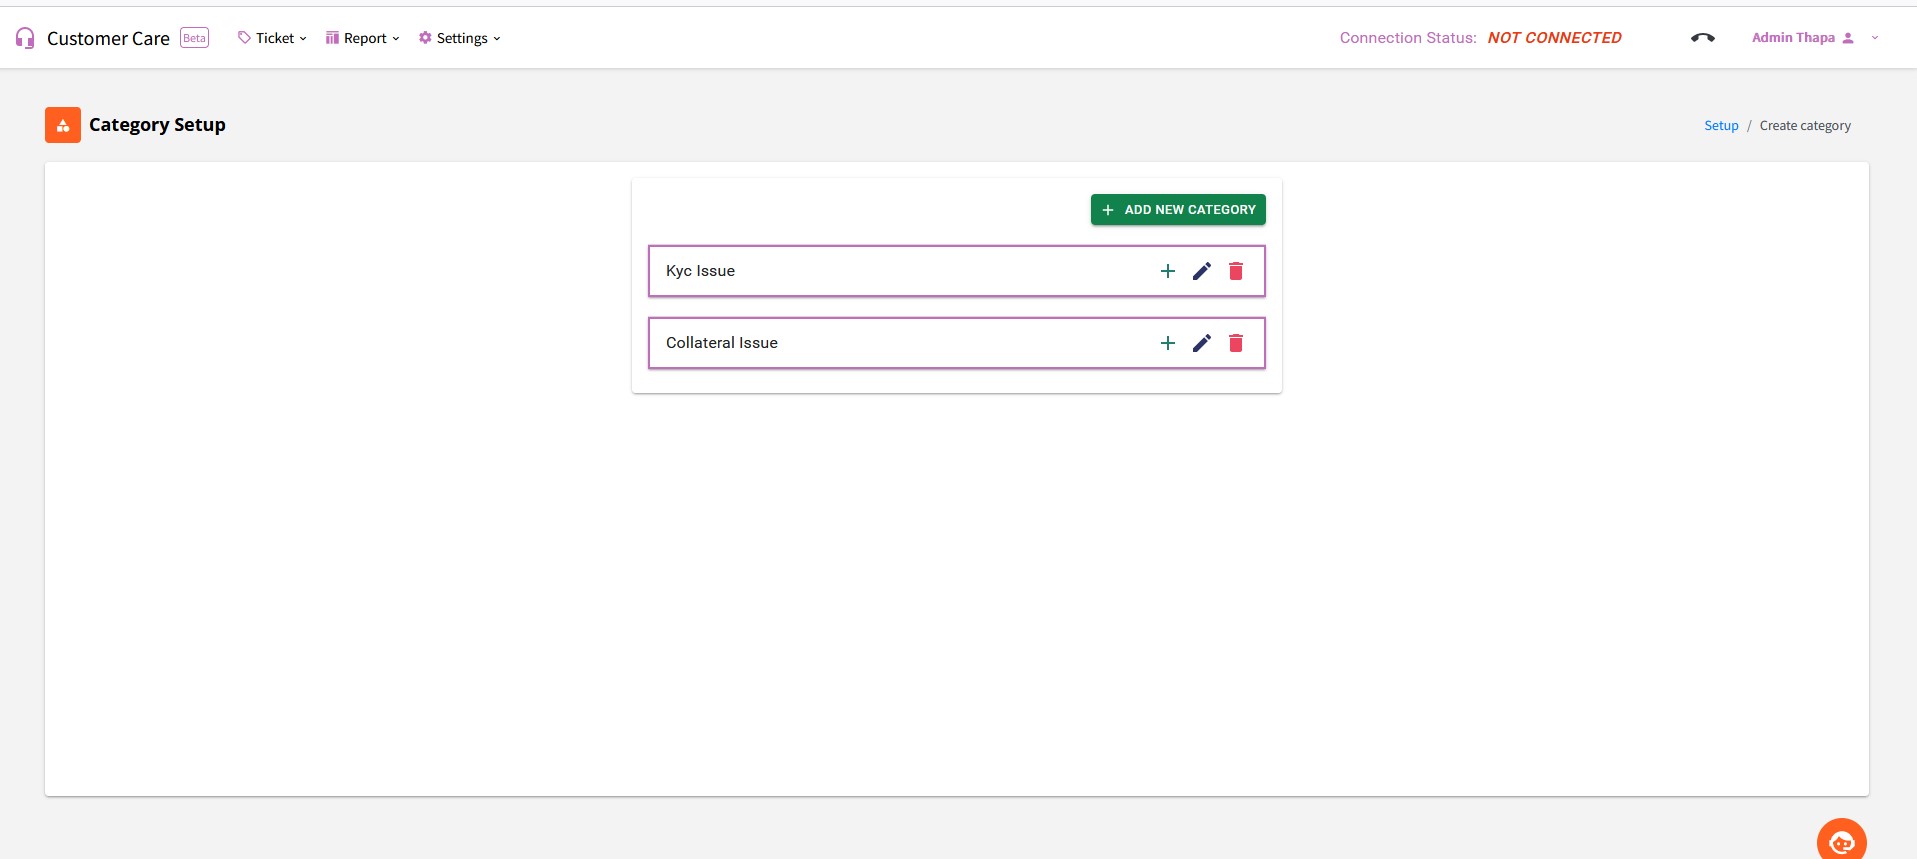 Customer Care Beta Ticket Report Settings Connection Status: NOT CONNECTED Admin Thapa
Category Setup Setup / Create category
ADD NEW CATEGORY
Kyc Issue
Collateral Issue